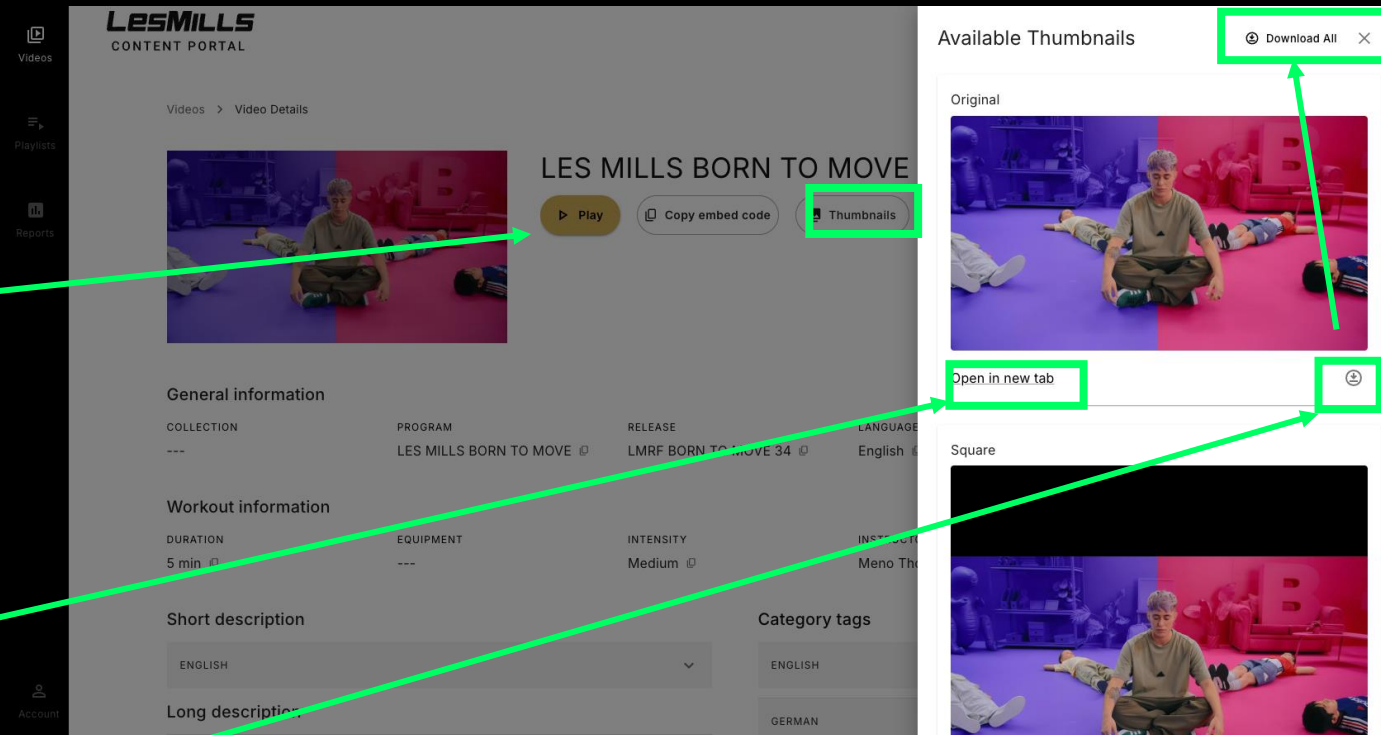 LesMILLS
CONTENT PORTAL
Videos
Playlists
Reports
Account
Videos > Video Details
LES MILLS BORN TO MOVE
Play
Copy embed code
Thumbnails
General information
COLLECTION
PROGRAM
RELEASE
LANGUAGE
---
LES MILLS BORN TO MOVE
LMRF BORN TO MOVE 34
English
Workout information
DURATION
EQUIPMENT
INTENSITY
5 min
---
Medium
Meno
Short description
ENGLISH
Long description
Category tags
ENGLISH
GERMAN
Available Thumbnails
Download All
Original
B
Open in new tab
Square